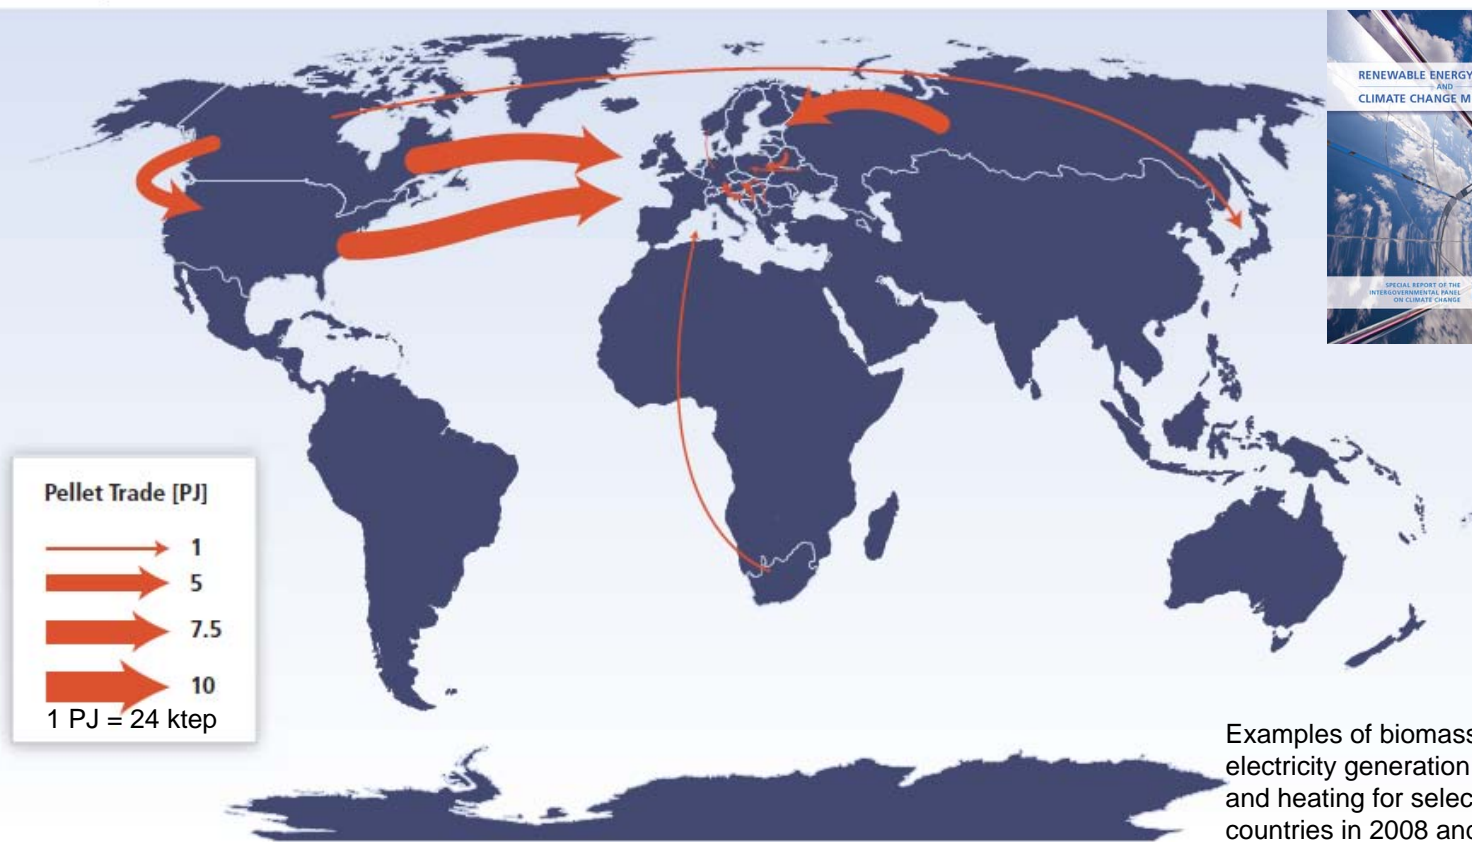 RENEWABLE ENERGY
AND
CLIMATE CHANGE M
SPECIAL REPORT OF THE
INTERGOVERNMENTAL PANEL
ON CLIMATE CHANGE
Pellet Trade [PJ]
1
5
7.5
10
1 PJ = 24 ktep
Examples of biomass
electricity generation
and heating for selec
countries in 2008 and